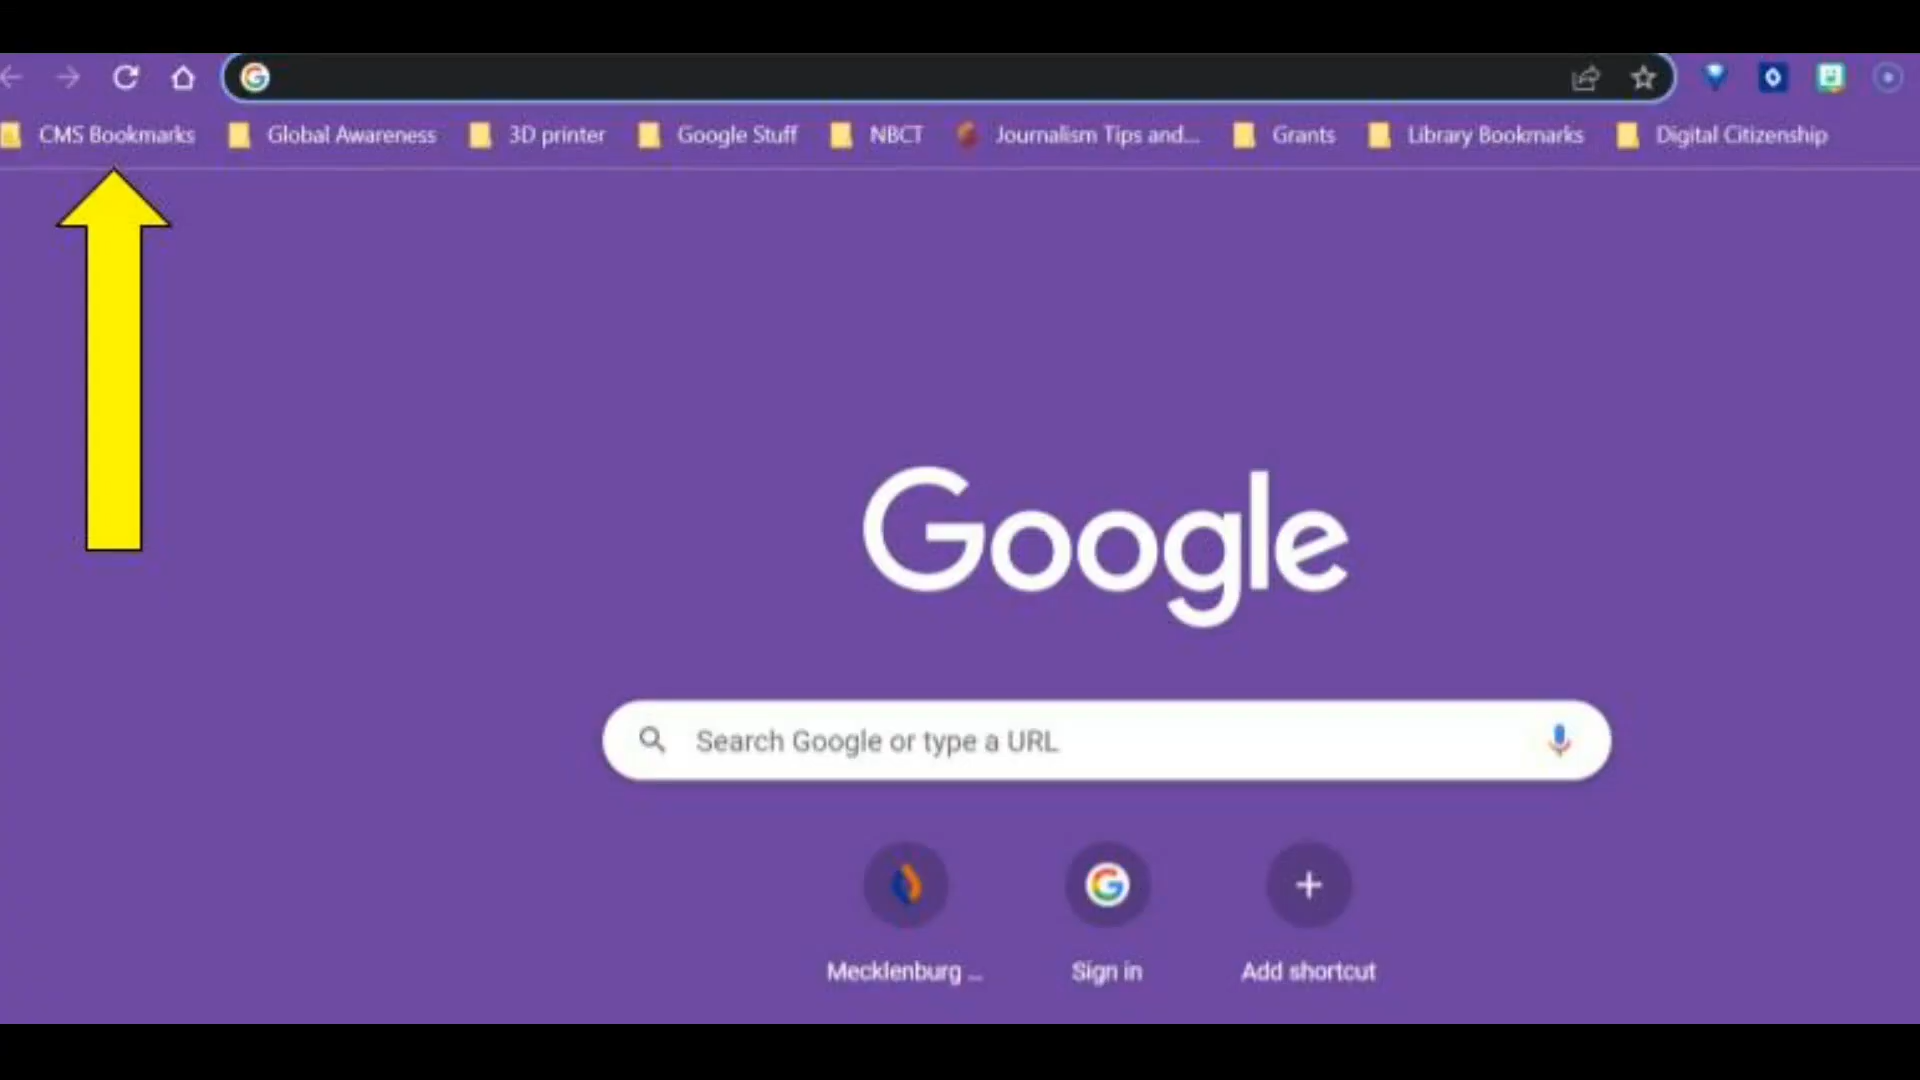 CMS Bookmarks Global Awareness 3D printer Google Stuff NBCT Journalism Tips and... Grants Library Bookmarks Digital Citizenship
Google
Search Google or type a URL
Mecklenburg ... Sign in Add shortcut